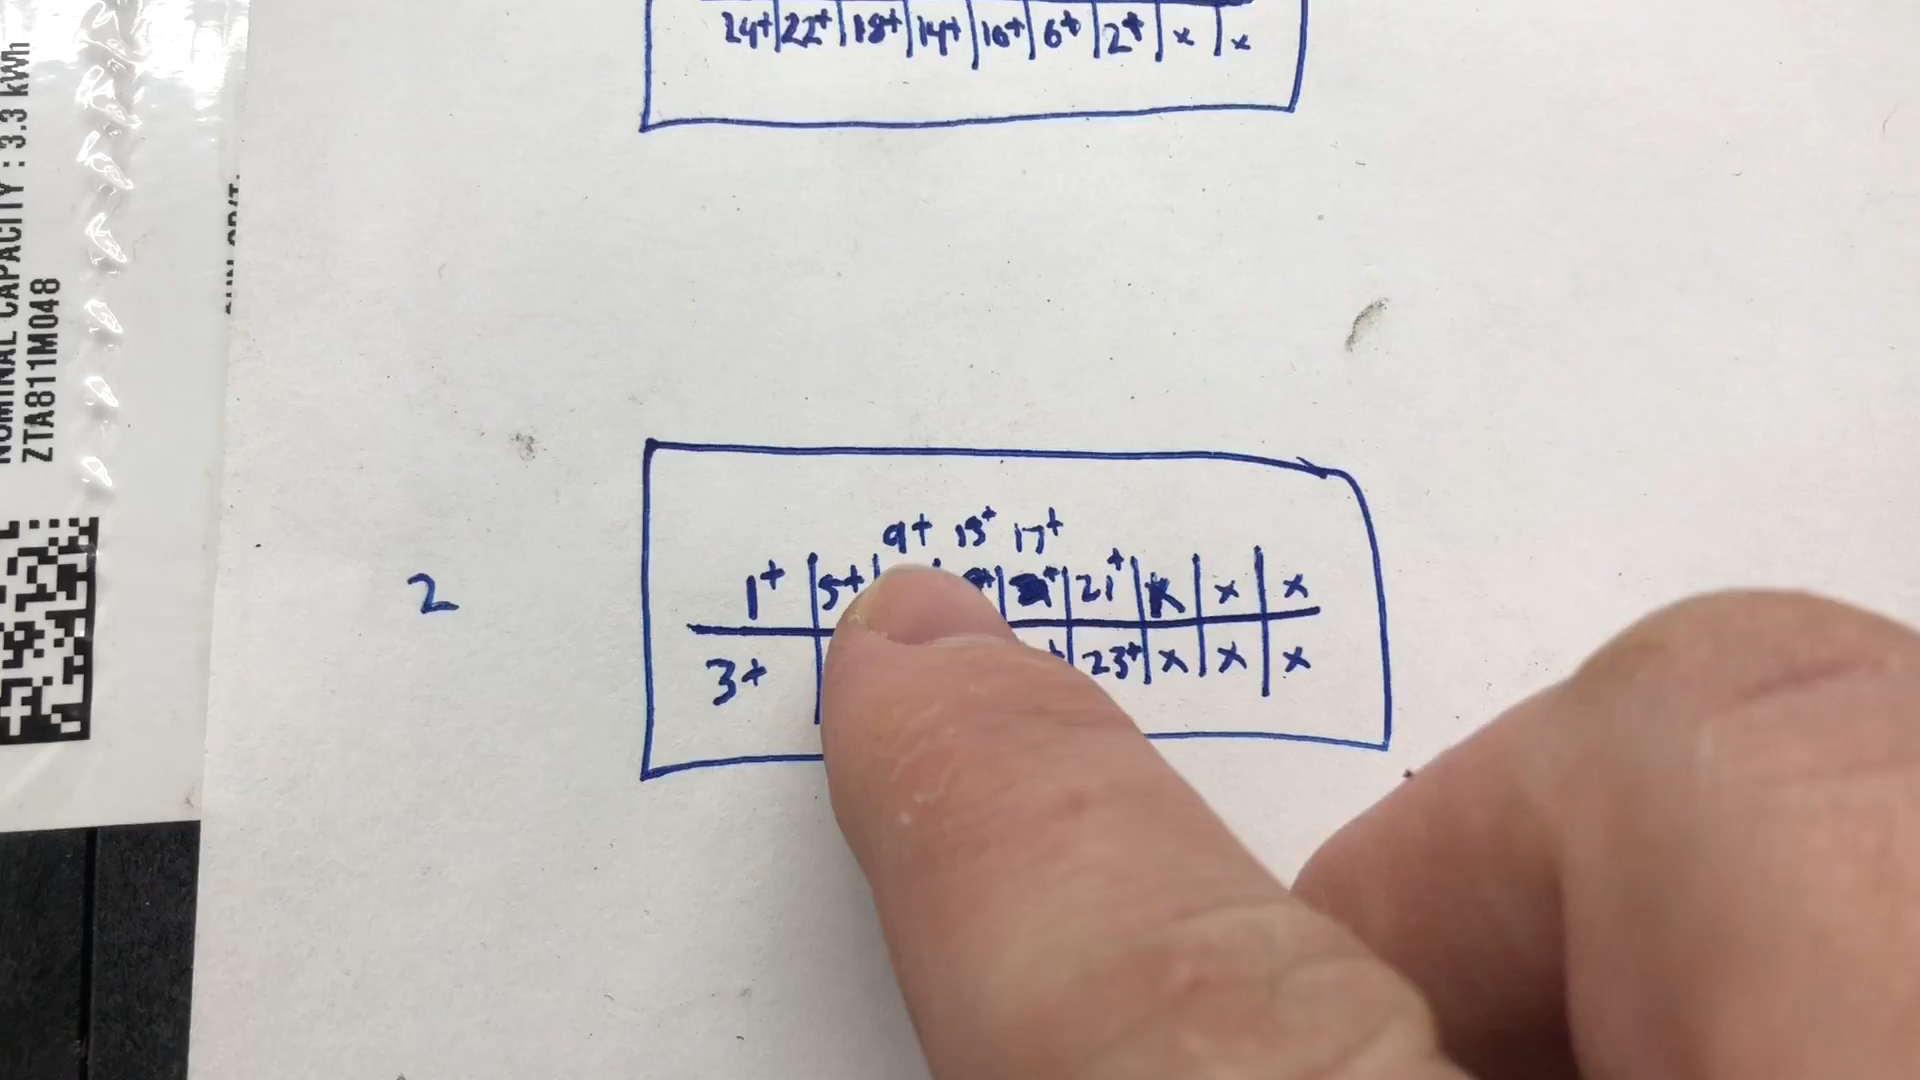 24+ 22+ 18+ 14+ 10+ 6+ 2+ x x
NOMINAL CAPACITY : 3.3 kWh
ZTA811M048
9+ 13+ 17+
2 1+ 5+ 21+ x x x
3+ 23+ x x x